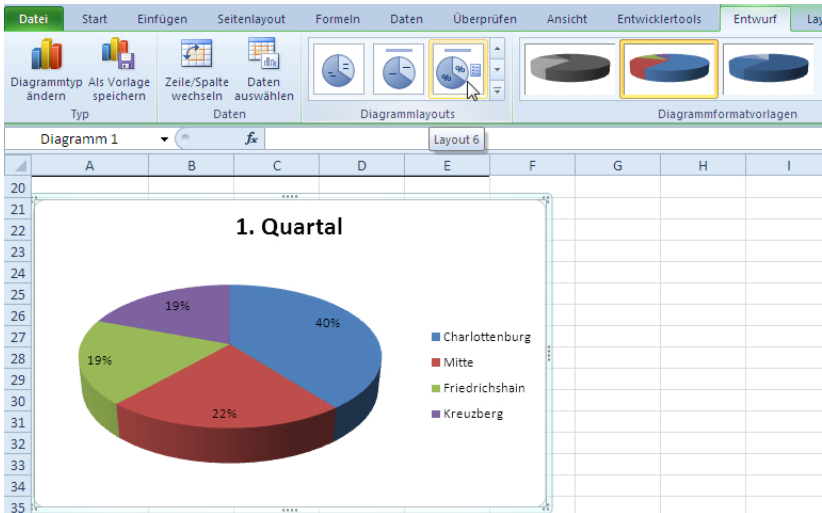 Datei Start Einfügen Seitenlayout Formeln Daten Überprüfen Ansicht Entwicklertools Entwurf Lay
Diagrammtyp ändern
Als Vorlage speichern
Zeile/Spalte wechseln
Daten auswählen
Typ Daten Diagrammlayouts Diagrammformatvorlagen
Diagramm 1 fx
Layout 6
A B C D E F G H I
20
21
22
23
24
25
26
27
28
29
30
31
32
33
34
35
1. Quartal
19% 40%
19%
22%
Charlottenburg
Mitte
Friedrichshain
Kreuzberg